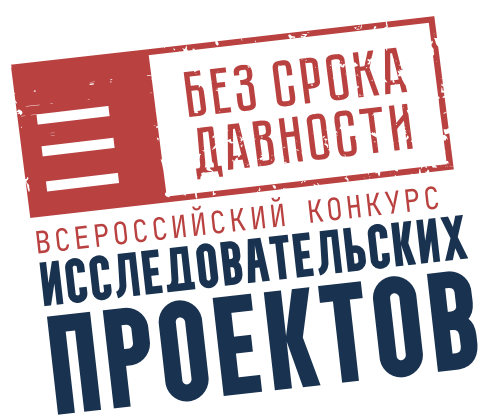 БЕЗ СРОКА
ДАВНОСТИ
ВСЕРОССИЙСКИЙ КОНКУРС
ИССЛЕДОВАТЕЛЬСКИХ
ПРОЕКТОВ